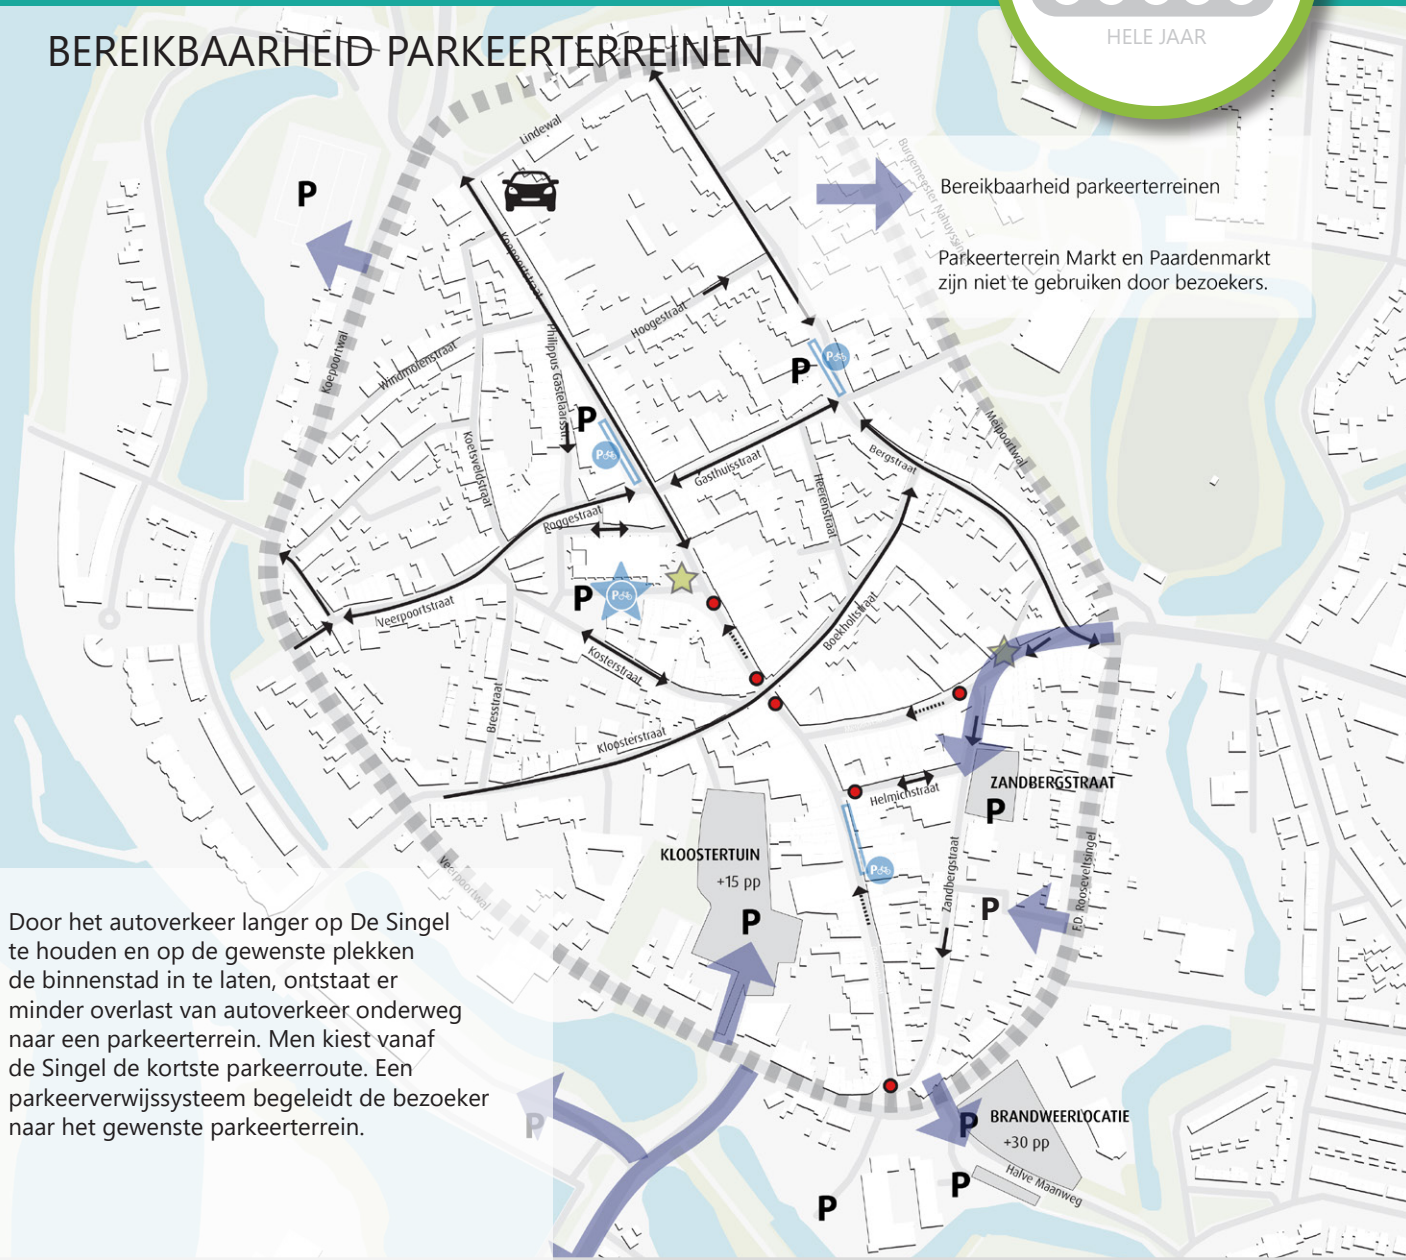 HELE JAAR
BEREIKBAARHEID PARKEERTERREINEN
Lindewal
P
Bereikbaarheid parkeerterreinen
Parkeerterrein Markt en Paardenmarkt
zijn niet te gebruiken door bezoekers.
Burgemeester
Koepoortstraat
Hoogestraat
Philippus Gastelaarsstr.
Windmolenstraat
Koepoortwal
P
P
P
P
Koetsveldstraat
Gasthuisstraat
Heerenstraat
Bergstraat
Meipoortwal
Roggestraat
P
P
Veerpoortstraat
Kosterstraat
Boekholtstraat
Bresstraat
Kloosterstraat
Helmichstraat
ZANDBERGSTRAAT
P
KLOOSTERTUIN
+15 pp
P
P
Zandbergstraat
P
F.D. Rooseveltsingel
Veerpoortwal
Door het autoverkeer langer op De Singel
te houden en op de gewenste plekken
de binnenstad in te laten, ontstaat er
minder overlast van autoverkeer onderweg
naar een parkeerterrein. Men kiest vanaf
de Singel de kortste parkeerroute. Een
parkeerverwijssysteem begeleidt de bezoeker
naar het gewenste parkeerterrein.
P
P
BRANDWEERLOCATIE
+30 pp
P
Halve Maanweg
P